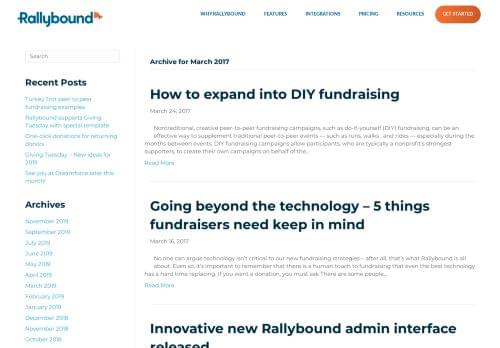 Rallybound
WHY RALLYBOUND
FEATURES
INTEGRATIONS
PRICING
RESOURCES
GET STARTED
Search
Recent Posts
Turkey Trot peer to peer
fundraising examples
Rallybound supports Giving
Tuesday with special template
One-click donations for returning
donors
Giving Tuesday – New ideas for
2019
See you at Dreamforce later this
month!
Archives
November 2019
September 2019
July 2019
June 2019
May 2019
April 2019
March 2019
February 2019
January 2019
December 2018
November 2018
October 2018
Archive for March 2017
How to expand into DIY fundraising
March 24, 2017
Nontraditional, creative peer-to-peer fundraising campaigns, such as do-it-yourself (DIY) fundraising, can be an
effective way to supplement traditional peer-to-peer events — such as runs, walks , and rides — especially during the
months between events. DIY fundraising campaigns allow participants, who are typically a nonprofit's strongest
supporters, to create their own campaigns on behalf of the...
Read More
Going beyond the technology – 5 things
fundraisers need keep in mind
March 16, 2017
No one can argue technology isn't critical to our new fundraising strategies – after all, that's what Rallybound is all
about. Even so, it's important to remember that there is a human touch to fundraising that even the best technology
has a hard time replacing. If you want a donation, you must ask There are some people...
Read More
Innovative new Rallybound admin interface
released